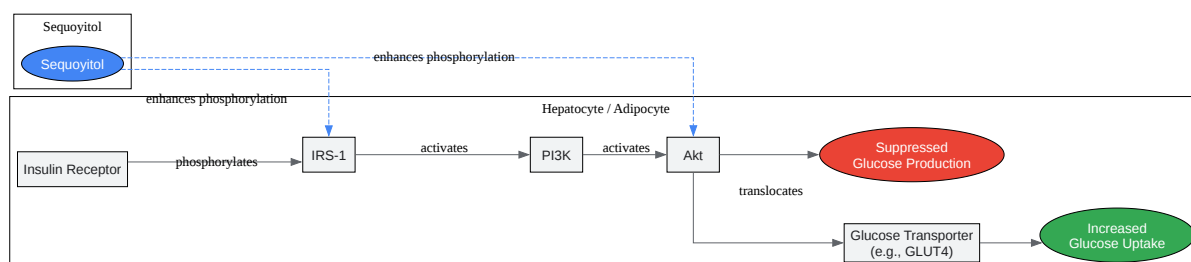 Sequoyitol
Sequoyitol
enhances phosphorylation
enhances phosphorylation
Hepatocyte / Adipocyte
Insulin Receptor
phosphorylates
IRS-1
activates
PI3K
activates
Akt
Suppressed
Glucose Production
translocates
Glucose Transporter
(e.g., GLUT4)
Increased
Glucose Uptake